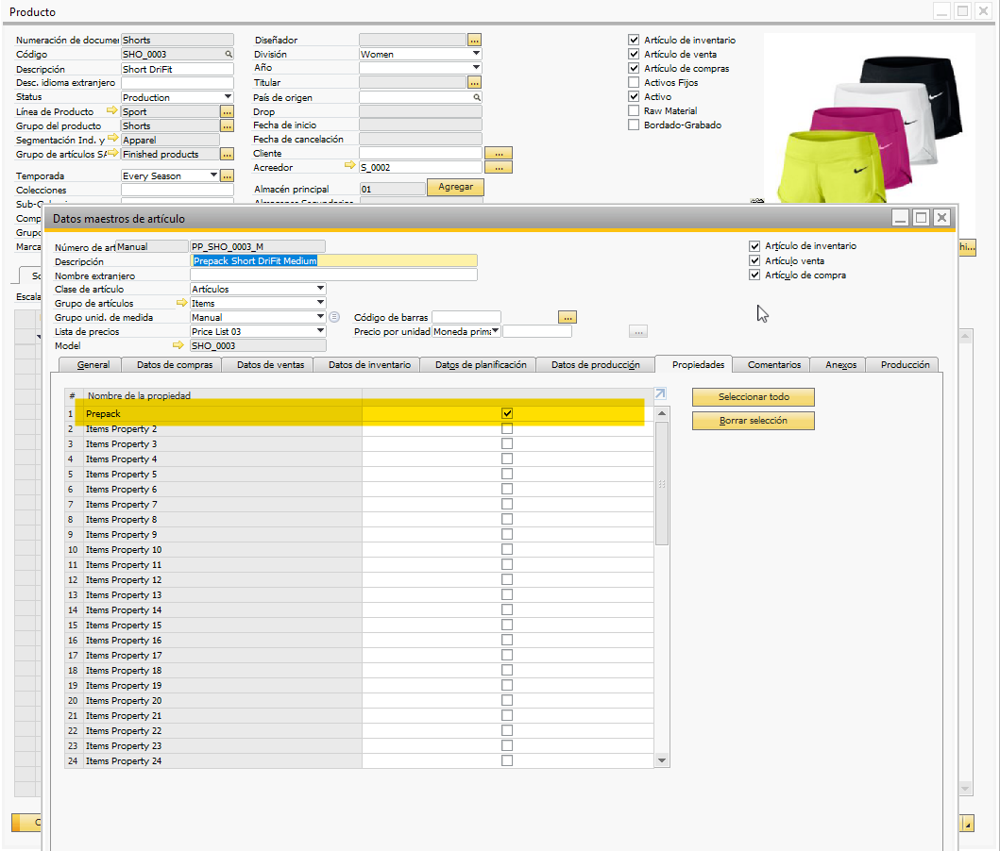 Producto
Numeración de documen Shorts
Código SHO_0003
Descripción Short DriFit
Desc. idioma extranjero
Status Production
Línea de Producto Sport ...
Grupo del producto Shorts ...
Segmentación Ind. y Apparel
Grupo de artículos SA Finished products ...
Temporada Every Season ...
Colecciones
Diseñador ...
División Women
Año
Titular ...
País de origen
Drop
Fecha de inicio
Fecha de cancelación
Cliente ...
Acreedor S_0002 ...
Almacén principal 01 Agregar
Artículo de inventario
Artículo de venta
Artículo de compras
Activos Fijos
Activo
Raw Material
Bordado-Grabado
Comp
Grupo
Marca
Escala
hi...
Datos maestros de artículo
Número de art Manual PP_SHO_0003_M
Descripción Prepack Short DriFit Medium
Nombre extranjero
Clase de artículo Artículos
Grupo de artículos Items
Grupo unid. de medida Manual
Lista de precios Price List 03
Model SHO_0003
Código de barras ...
Precio por unidad Moneda prima ...
Artículo de inventario
Artículo venta
Artículo de compra
General Datos de compras Datos de ventas Datos de inventario Datos de planificación Datos de producción Propiedades Comentarios Anexos Producción
# Nombre de la propiedad
1 Prepack
2 Items Property 2
3 Items Property 3
4 Items Property 4
5 Items Property 5
6 Items Property 6
7 Items Property 7
8 Items Property 8
9 Items Property 9
10 Items Property 10
11 Items Property 11
12 Items Property 12
13 Items Property 13
14 Items Property 14
15 Items Property 15
16 Items Property 16
17 Items Property 17
18 Items Property 18
19 Items Property 19
20 Items Property 20
21 Items Property 21
22 Items Property 22
23 Items Property 23
24 Items Property 24
Seleccionar todo
Borrar selección